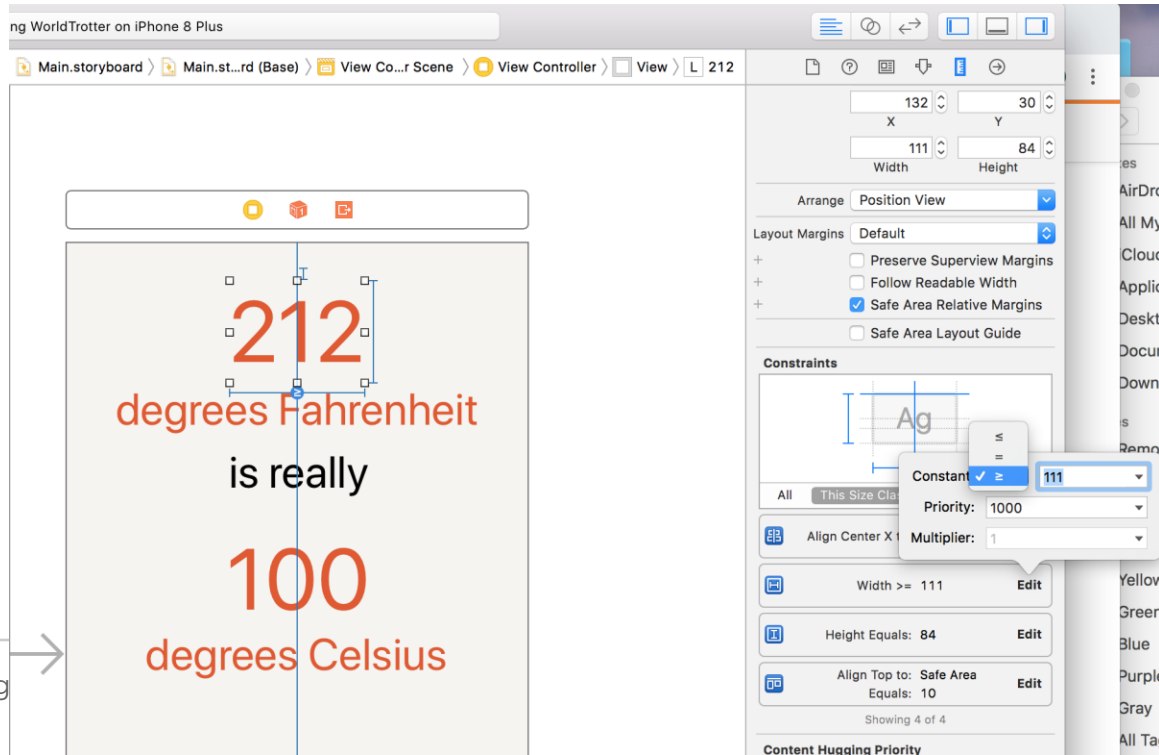 ng WorldTrotter on iPhone 8 Plus
Main.storyboard 〉 Main.st...rd (Base) 〉 View Co...r Scene 〉 View Controller 〉 View 〉 L 212
132 30
X Y
111 84
Width Height
Arrange Position View
Layout Margins Default
Preserve Superview Margins
Follow Readable Width
Safe Area Relative Margins
Safe Area Layout Guide
Constraints
Ag
≤
=
✓ ≥
Constant 111
Priority: 1000
Multiplier: 1
All This Size Clas
Align Center X t
Width >= 111 Edit
Height Equals: 84 Edit
Align Top to: Safe Area
Equals: 10 Edit
Showing 4 of 4
Content Hugging Priority
212
degrees Fahrenheit
is really
100
degrees Celsius
g
es
AirDro
All My
iCloud
Applic
Deskt
Docur
Down
s
Remo
Yellow
Green
Blue
Purple
Gray
All Ta